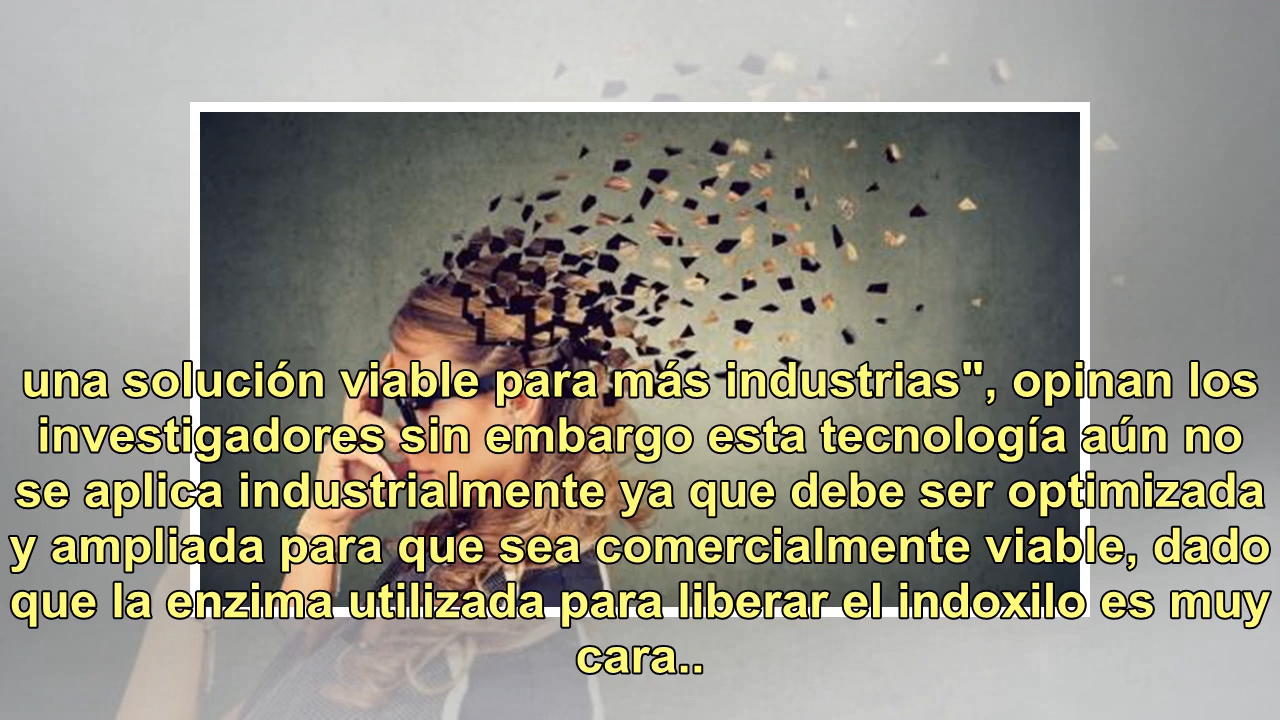 una solución viable para más industrias", opinan los
investigadores sin embargo esta tecnología aún no
se aplica industrialmente ya que debe ser optimizada
y ampliada para que sea comercialmente viable, dado
que la enzima utilizada para liberar el indoxilo es muy
cara..